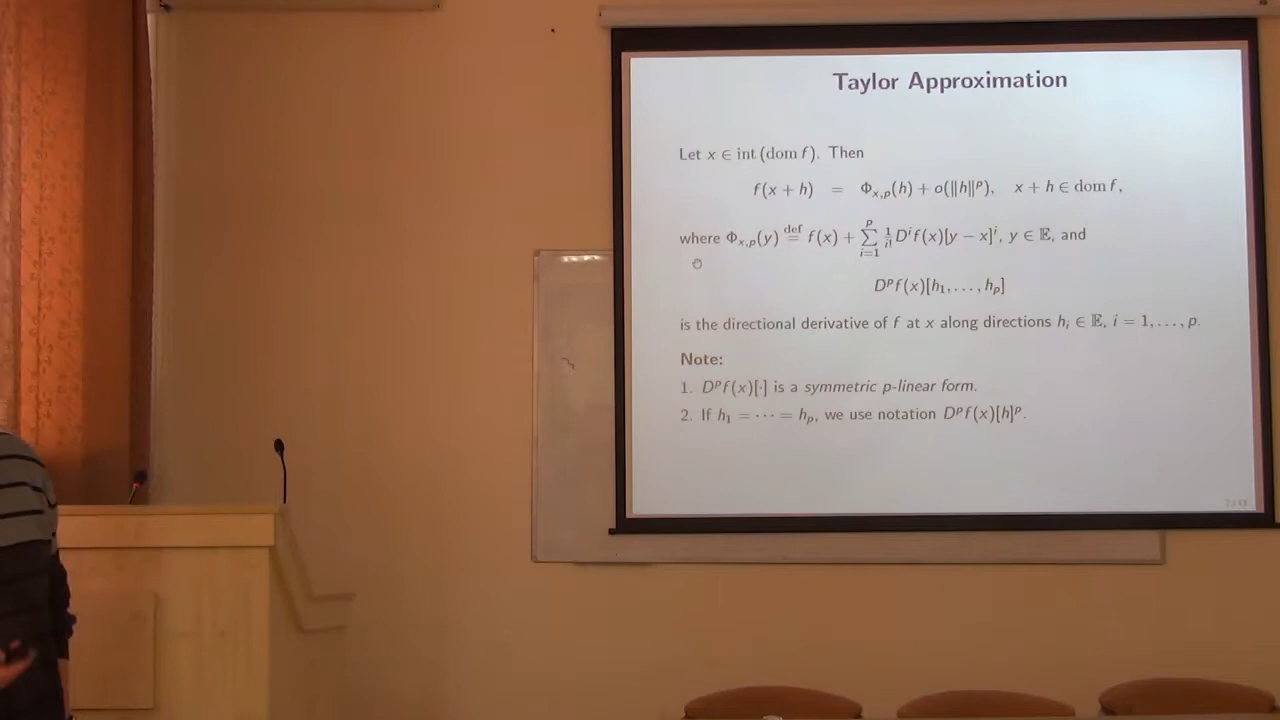 Taylor Approximation
Let x ∈ int (dom f). Then
f(x + h) = Φ_{x,p}(h) + o(‖h‖^p), x + h ∈ dom f,
where Φ_{x,p}(y) \overset{def}{=} f(x) + \sum_{i=1}^{p} \frac{1}{i!} D^i f(x)[y − x]^i, y ∈ 𝔼, and
D^p f(x)[h_1, . . . , h_p]
is the directional derivative of f at x along directions h_i ∈ 𝔼, i = 1, . . . , p.
Note:
1. D^p f(x)[·] is a symmetric p-linear form.
2. If h_1 = · · · = h_p, we use notation D^p f(x)[h]^p.